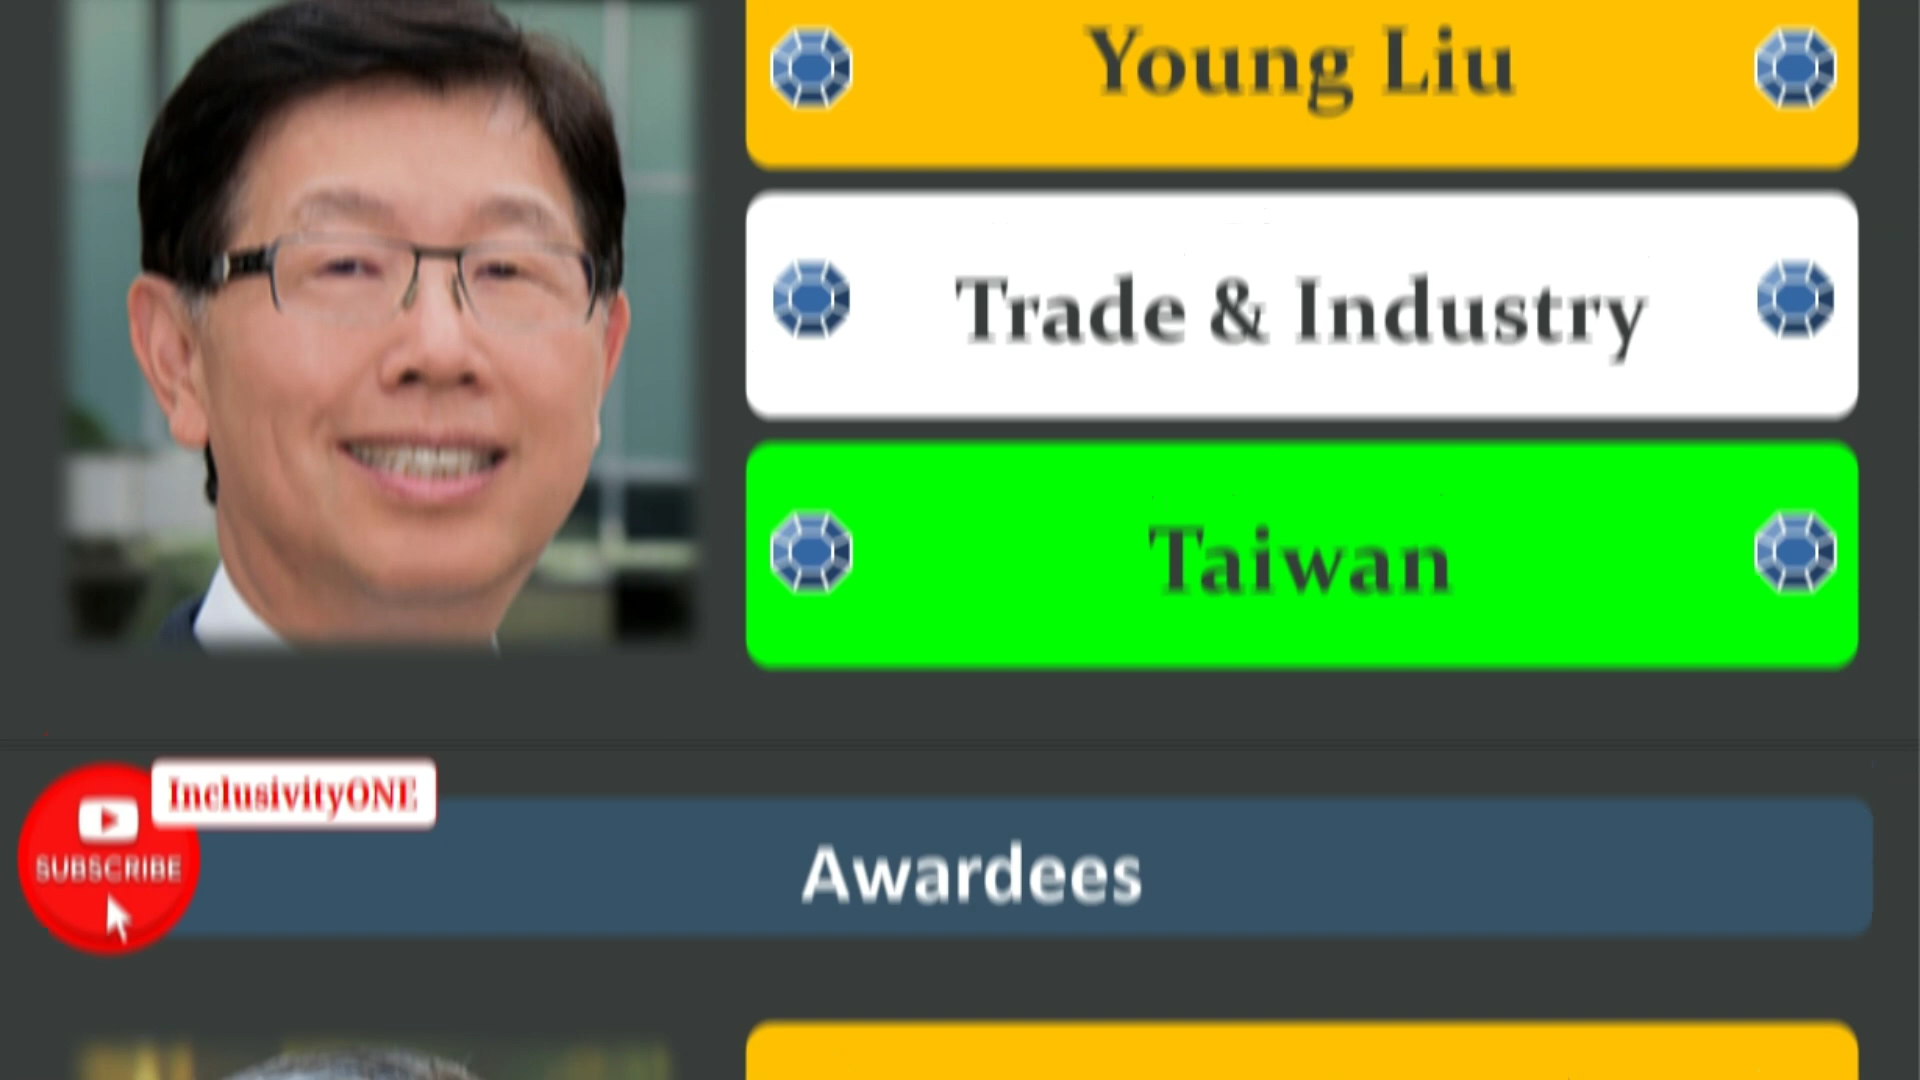 Young Liu
Trade & Industry
Taiwan
InclusivityONE
SUBSCRIBE
Awardees